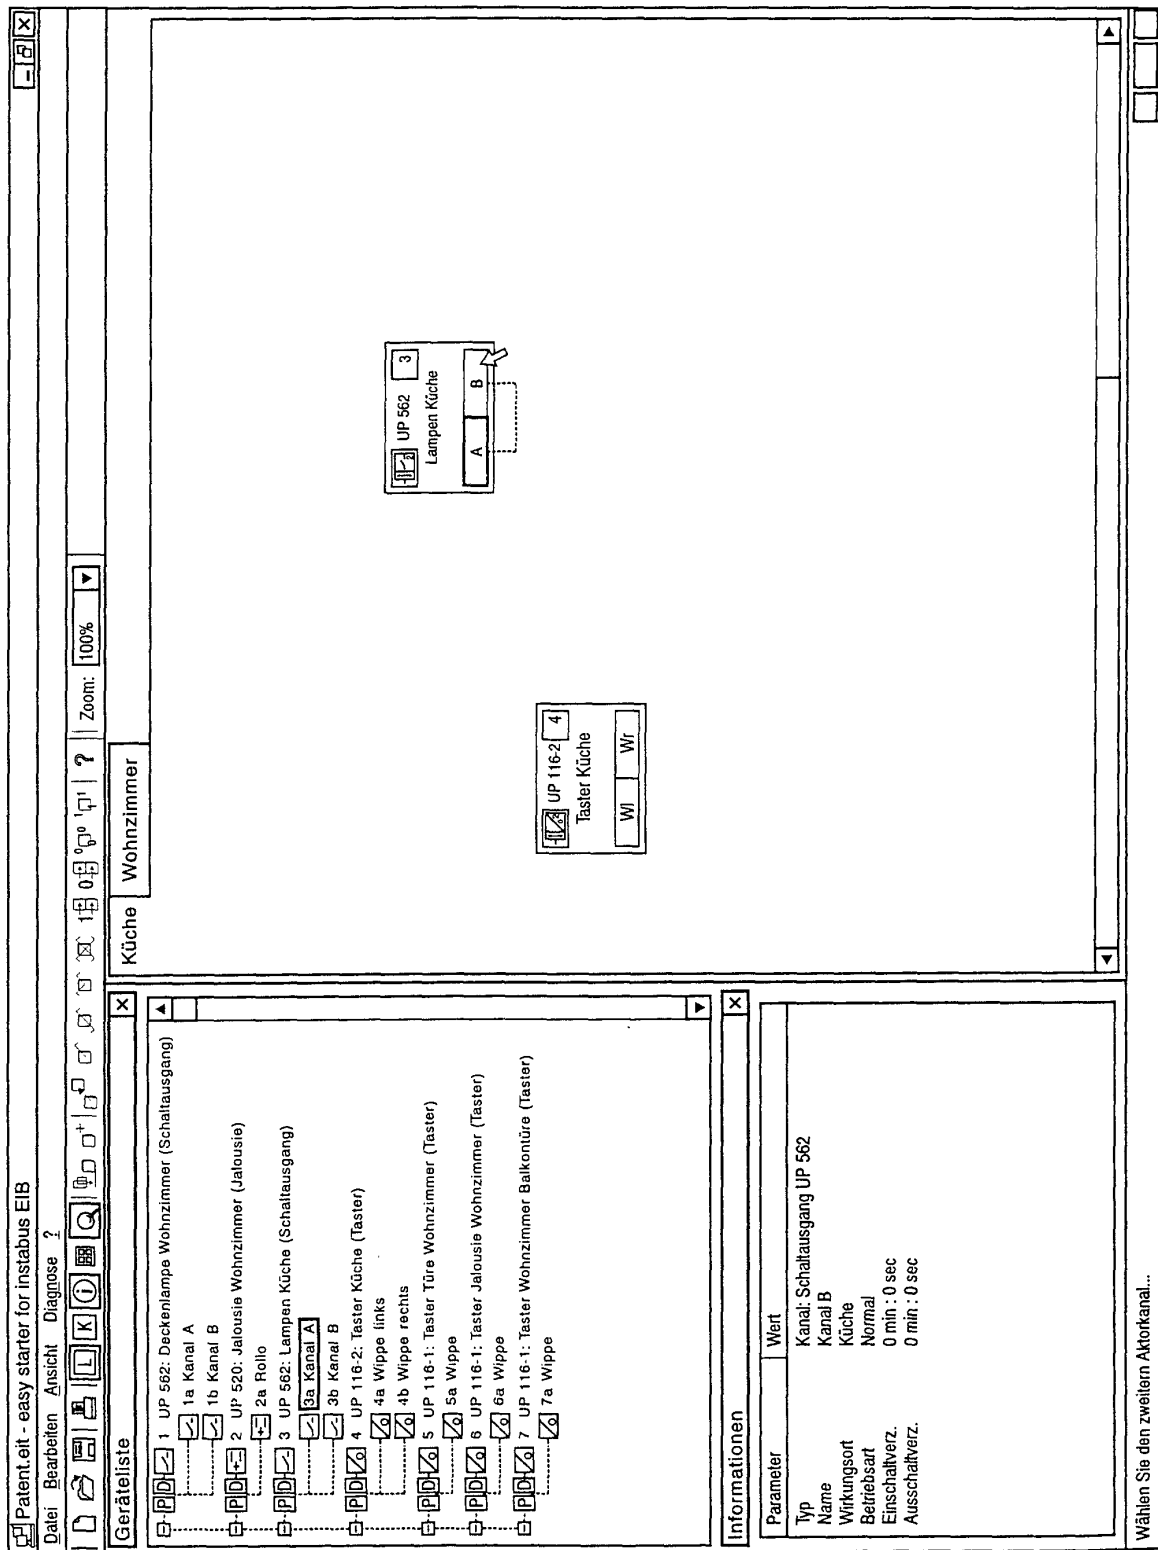 Patent.eit - easy starter for instabus EIB
Datei Bearbeiten Ansicht Diagnose ?
L K i ? Zoom: 100%
Geräteliste
P D 1 UP 562: Deckenlampe Wohnzimmer (Schaltausgang)
1a Kanal A
1b Kanal B
P D 2 UP 520: Jalousie Wohnzimmer (Jalousie)
2a Rollo
P D 3 UP 562: Lampen Küche (Schaltausgang)
3a Kanal A
3b Kanal B
P D 4 UP 116-2: Taster Küche (Taster)
4a Wippe links
4b Wippe rechts
P D 5 UP 116-1: Taster Türe Wohnzimmer (Taster)
5a Wippe
P D 6 UP 116-1: Taster Jalousie Wohnzimmer (Taster)
6a Wippe
P D 7 UP 116-1: Taster Wohnzimmer Balkontüre (Taster)
7a Wippe
Informationen
Parameter Wert
Typ Kanal: Schaltausgang UP 562
Name Kanal B
Wirkungsort Küche
Betriebsart Normal
Einschaltverz. 0 min : 0 sec
Ausschaltverz. 0 min : 0 sec
Küche Wohnzimmer
UP 116-2 4
Taster Küche
Wl Wr
UP 562 3
Lampen Küche
A B
Wählen Sie den zweitern Aktorkanal...